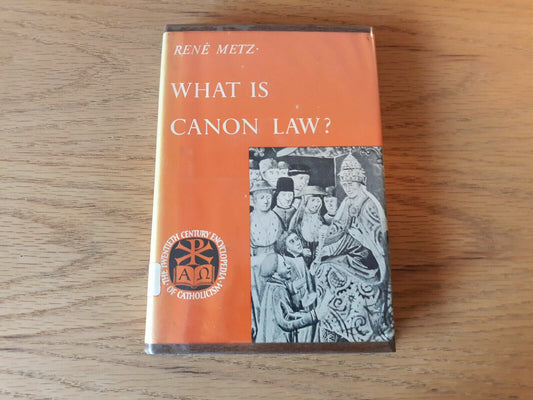 RENÉ METZ
WHAT IS
CANON LAW?
THE TWENTIETH CENTURY ENCYCLOPEDIA
OF CATHOLICISM
A Ω